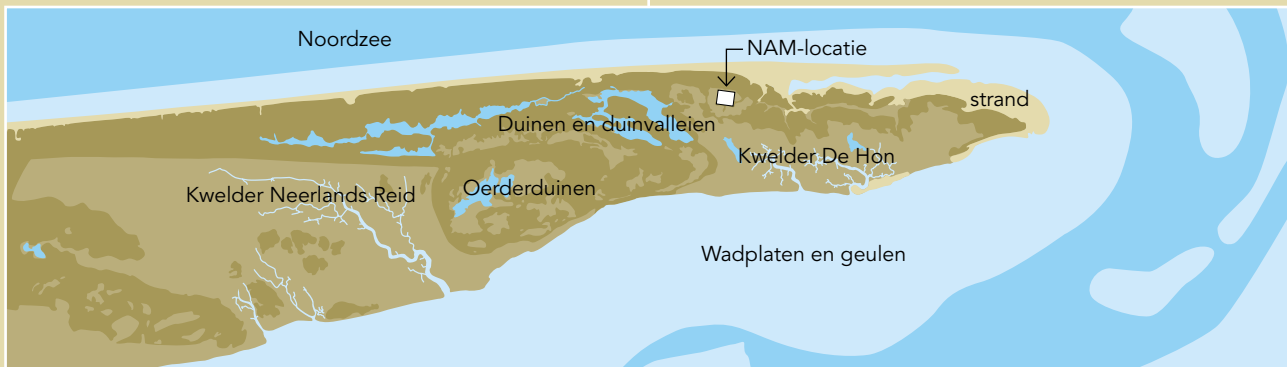 Noordzee
NAM-locatie
strand
Duinen en duinvalleien
Kwelder De Hon
Kwelder Neerlands Reid
Oerderduinen
Wadplaten en geulen